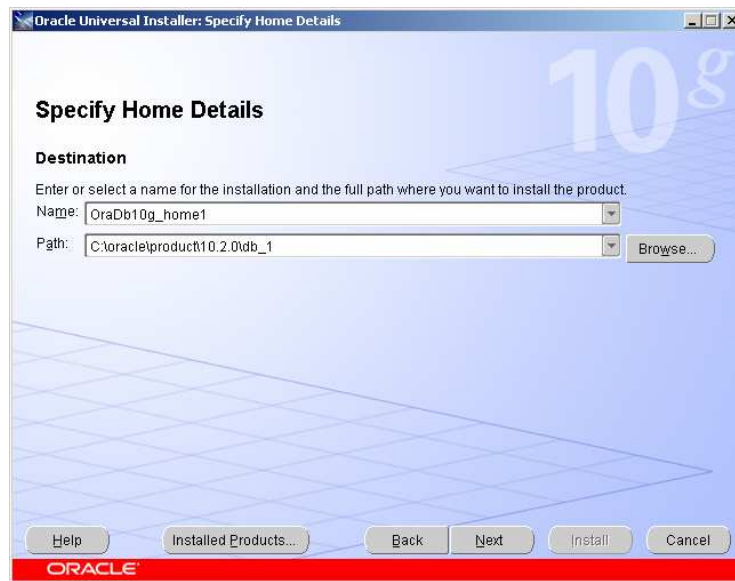 Oracle Universal Installer: Specify Home Details
10g
Specify Home Details
Destination
Enter or select a name for the installation and the full path where you want to install the product.
Name: OraDb10g_home1
Path: C:\oracle\product\10.2.0\db_1 Browse...
Help Installed Products... Back Next Install Cancel
ORACLE